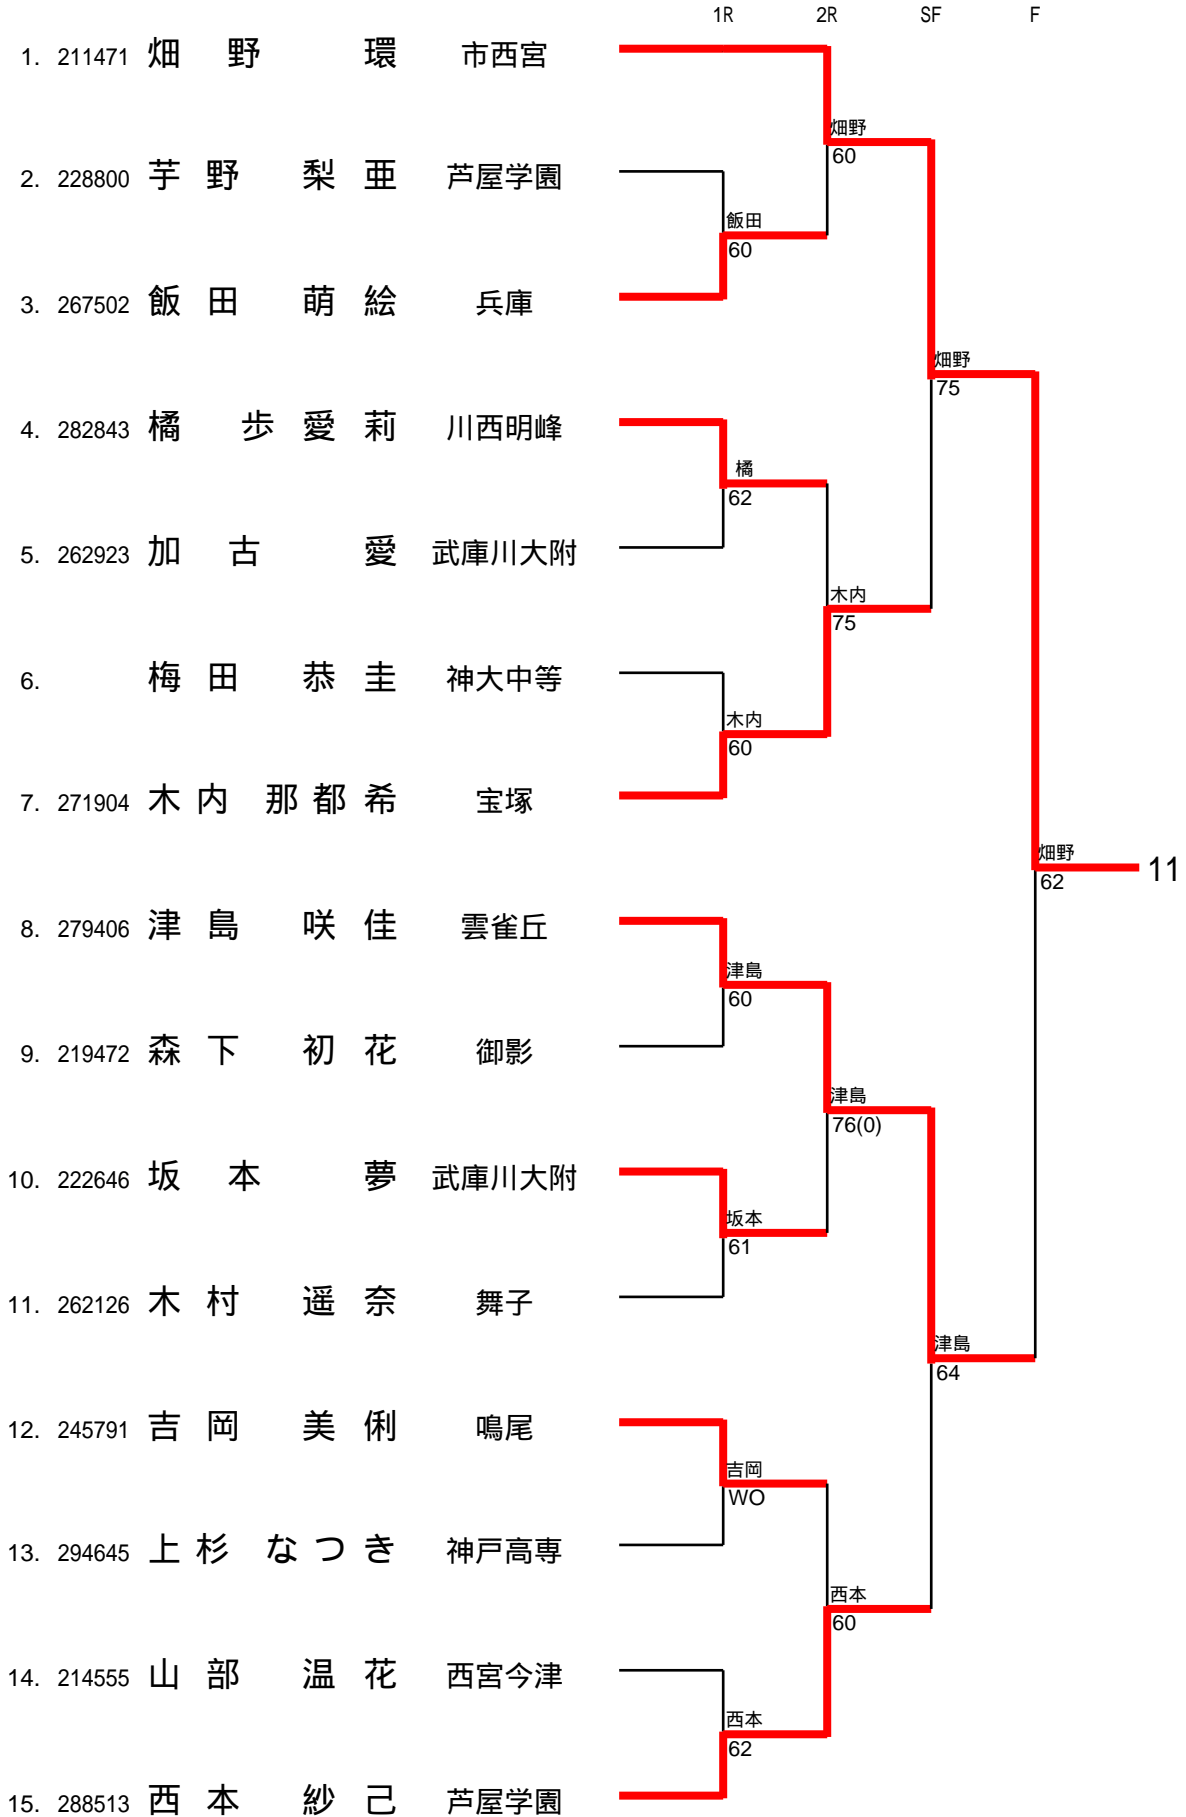 1R 2R SF F
1. 211471 畑野 環 市西宮
畑野
60
2. 228800 芋野 梨亜 芦屋学園
飯田
60
3. 267502 飯田 萌絵 兵庫
畑野
75
4. 282843 橘 歩愛莉 川西明峰
橘
62
5. 262923 加古 愛 武庫川大附
木内
75
6. 梅田 恭圭 神大中等
木内
60
7. 271904 木内 那都希 宝塚
畑野
62
11
8. 279406 津島 咲佳 雲雀丘
津島
60
9. 219472 森下 初花 御影
津島
76(0)
10. 222646 坂本 夢 武庫川大附
坂本
61
11. 262126 木村 遥奈 舞子
津島
64
12. 245791 吉岡 美俐 鳴尾
吉岡
WO
13. 294645 上杉 なつき 神戸高専
西本
60
14. 214555 山部 温花 西宮今津
西本
62
15. 288513 西本 紗己 芦屋学園